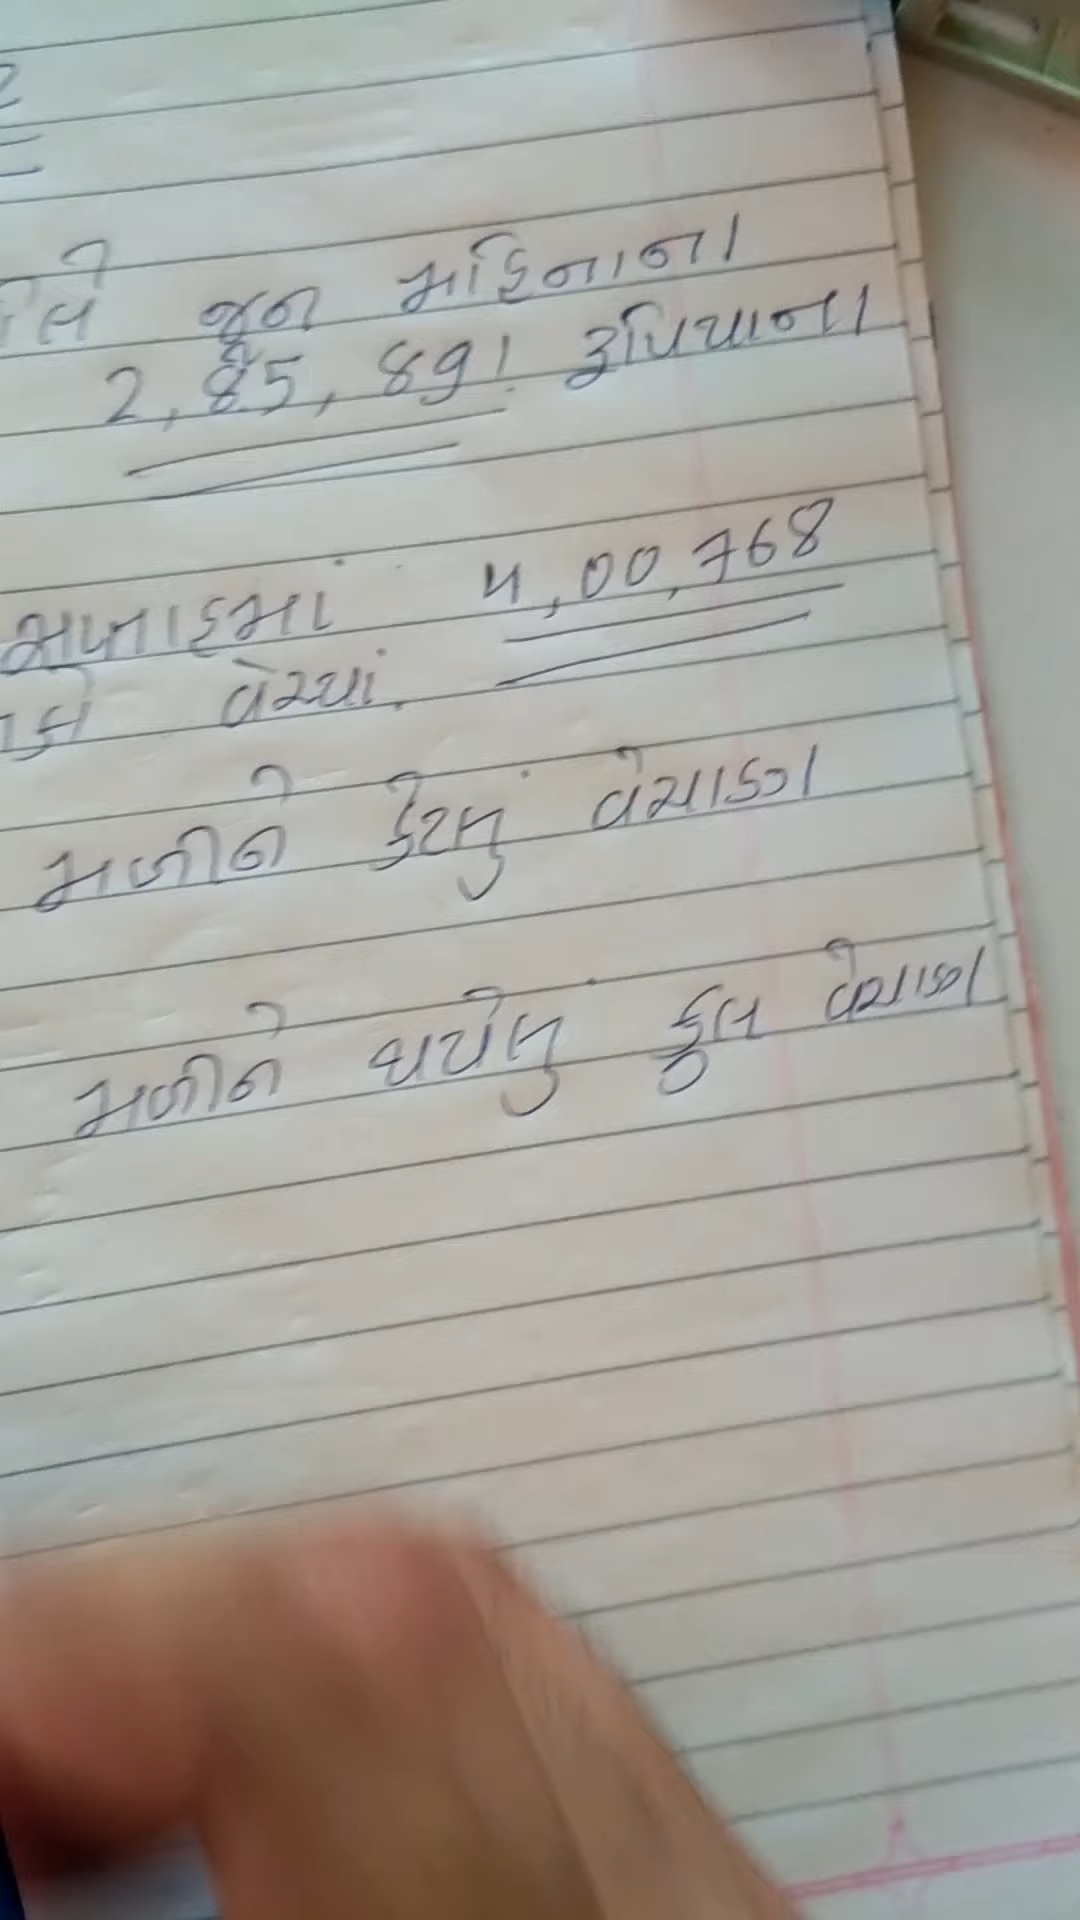 જૂન મહિનાના
2,85,891 રૂપિયાના
4,00,768
વેચ્યાં.
મળીને કેટલું વેચાણ
મળીને થયેલું કુલ વેચાણ